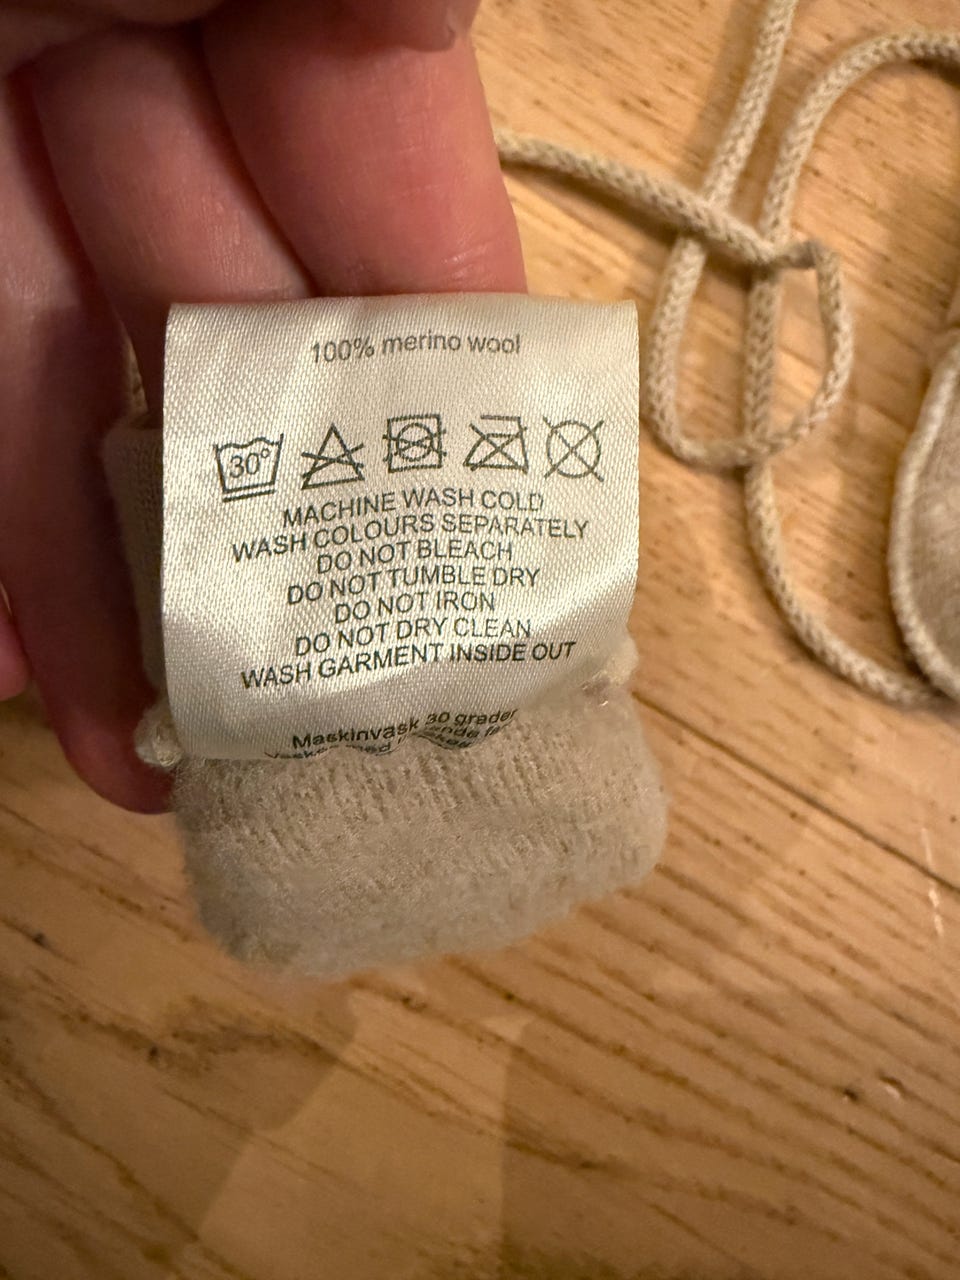 100% merino wool
30°
MACHINE WASH COLD
WASH COLOURS SEPARATELY
DO NOT BLEACH
DO NOT TUMBLE DRY
DO NOT IRON
DO NOT DRY CLEAN
WASH GARMENT INSIDE OUT
Maskinvask 30 grader